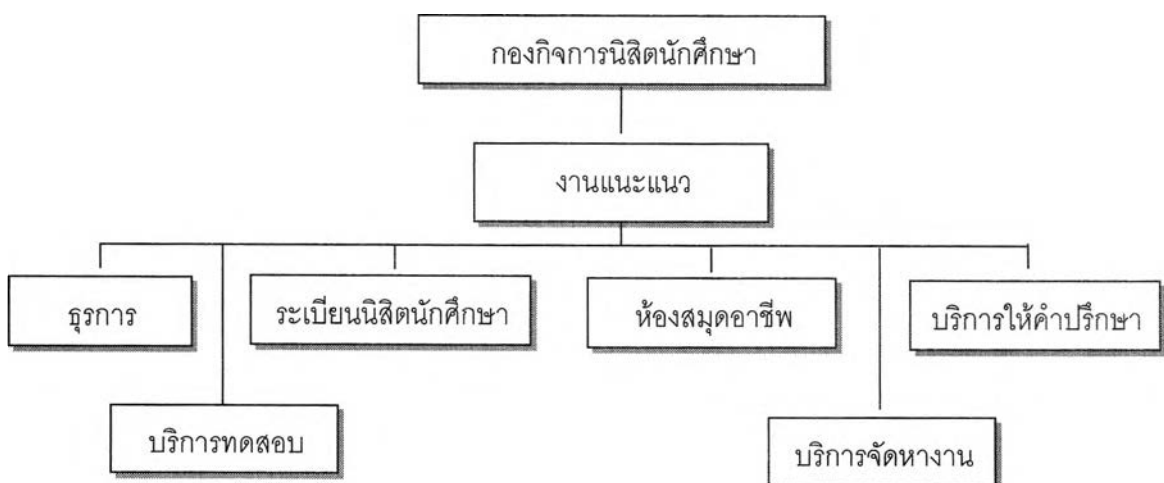 กองกิจการนิสิตนักศึกษา
งานแนะแนว
ธุรการ
ระเบียนนิสิตนักศึกษา
ห้องสมุดอาชีพ
บริการให้คำปรึกษา
บริการทดสอบ
บริการจัดหางาน